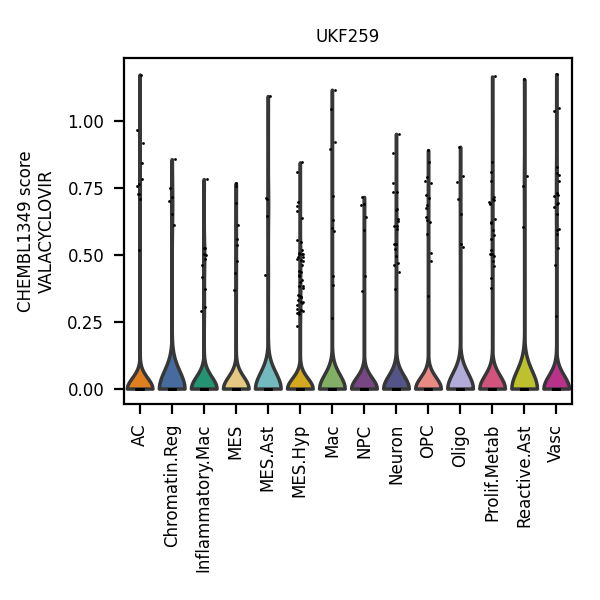 UKF259
CHEMBL1349 score
VALACYCLOVIR
1.00
0.75
0.50
0.25
0.00
AC
Chromatin.Reg
Inflammatory.Mac
MES
MES.Ast
MES.Hyp
Mac
NPC
Neuron
OPC
Oligo
Prolif.Metab
Reactive.Ast
Vasc